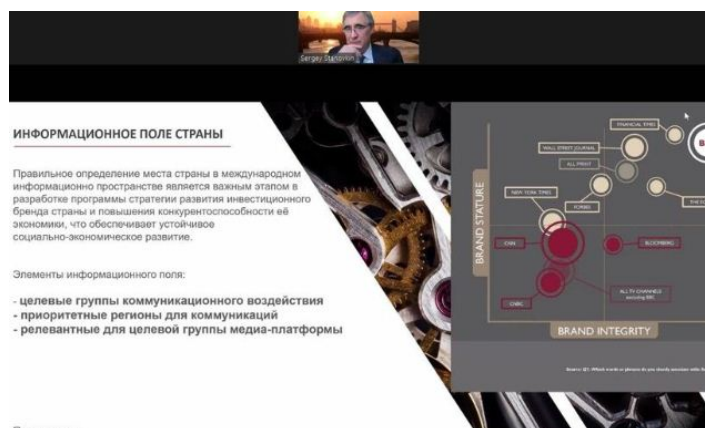 Sergey Stankovich
ИНФОРМАЦИОННОЕ ПОЛЕ СТРАНЫ
Правильное определение места страны в международном
информационно пространстве является важным этапом в
разработке программы стратегии развития инвестиционного
бренда страны и повышения конкурентоспособности её
экономики, что обеспечивает устойчивое
социально-экономическое развитие.
Элементы информационного поля:
- целевые группы коммуникационного воздействия
- приоритетные регионы для коммуникаций
- релевантные для целевой группы медиа-платформы
FINANCIAL TIMES
WALL STREET JOURNAL
ALL PRINT
NEW YORK TIMES
FORBES
CNN
BLOOMBERG
CNBC
ALL TV CHANNELS
excluding BBC
BRAND STATURE
BRAND INTEGRITY